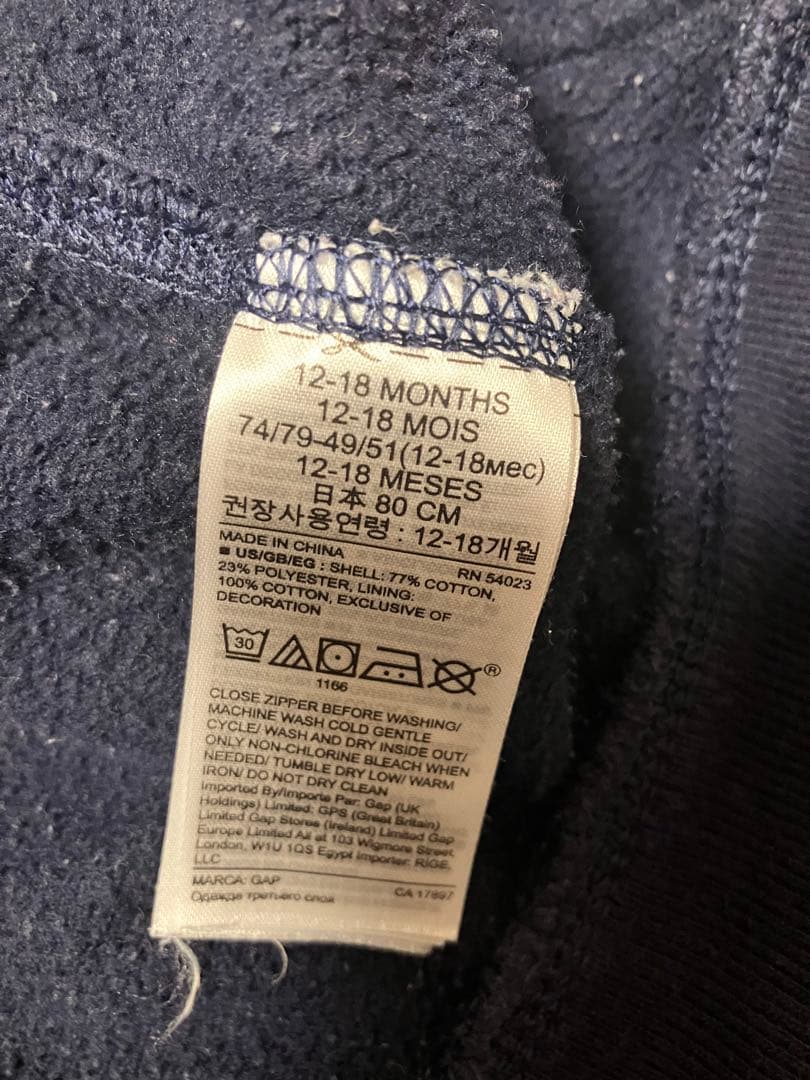 12-18 MONTHS
12-18 MOIS
74/79-49/51(12-18мес)
12-18 MESES
日本 80 CM
권장사용연령 : 12-18개월
MADE IN CHINA RN 54023
■ US/GB/EG : SHELL: 77% COTTON,
23% POLYESTER, LINING:
100% COTTON, EXCLUSIVE OF
DECORATION
30
®
1166
CLOSE ZIPPER BEFORE WASHING/
MACHINE WASH COLD GENTLE
CYCLE/ WASH AND DRY INSIDE OUT/
ONLY NON-CHLORINE BLEACH WHEN
NEEDED/ TUMBLE DRY LOW/ WARM
IRON/ DO NOT DRY CLEAN
Imported By/Importe Par: Gap (UK
Holdings) Limited: GPS (Great Britain)
Limited Gap Stores (Ireland) Limited Gap
Europe Limited All at 103 Wigmore Street,
London, W1U 1QS Egypt Importer: RIGE,
LLC
MARCA: GAP CA 17897
Одежда третьего слоя